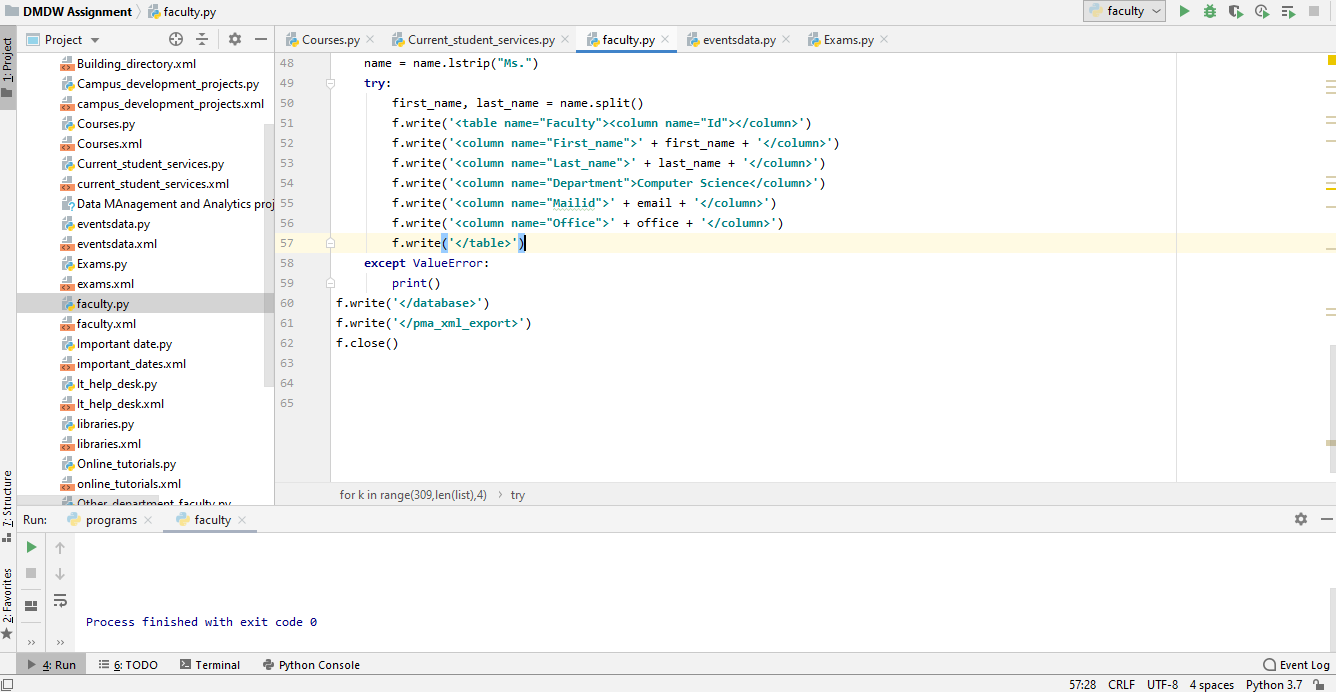 DMDW Assignment faculty.py
faculty
Project
Courses.py Current_student_services.py faculty.py eventsdata.py Exams.py
1: Project
Building_directory.xml
Campus_development_projects.py
campus_development_projects.xml
Courses.py
Courses.xml
Current_student_services.py
current_student_services.xml
Data MAnagement and Analytics proj
eventsdata.py
eventsdata.xml
Exams.py
exams.xml
faculty.py
faculty.xml
Important date.py
important_dates.xml
It_help_desk.py
It_help_desk.xml
libraries.py
libraries.xml
Online_tutorials.py
online_tutorials.xml
Other_department_faculty.py
48 name = name.lstrip("Ms.")
49 try:
50 first_name, last_name = name.split()
51 f.write('<table name="Faculty"><column name="Id"></column>')
52 f.write('<column name="First_name">' + first_name + '</column>')
53 f.write('<column name="Last_name">' + last_name + '</column>')
54 f.write('<column name="Department">Computer Science</column>')
55 f.write('<column name="Mailid">' + email + '</column>')
56 f.write('<column name="Office">' + office + '</column>')
57 f.write('</table>')
58 except ValueError:
59 print()
60 f.write('</database>')
61 f.write('</pma_xml_export>')
62 f.close()
63
64
65
for k in range(309,len(list),4) › try
7: Structure
2: Favorites
Run: programs faculty
Process finished with exit code 0
4: Run 6: TODO Terminal Python Console Event Log
57:28 CRLF UTF-8 4 spaces Python 3.7